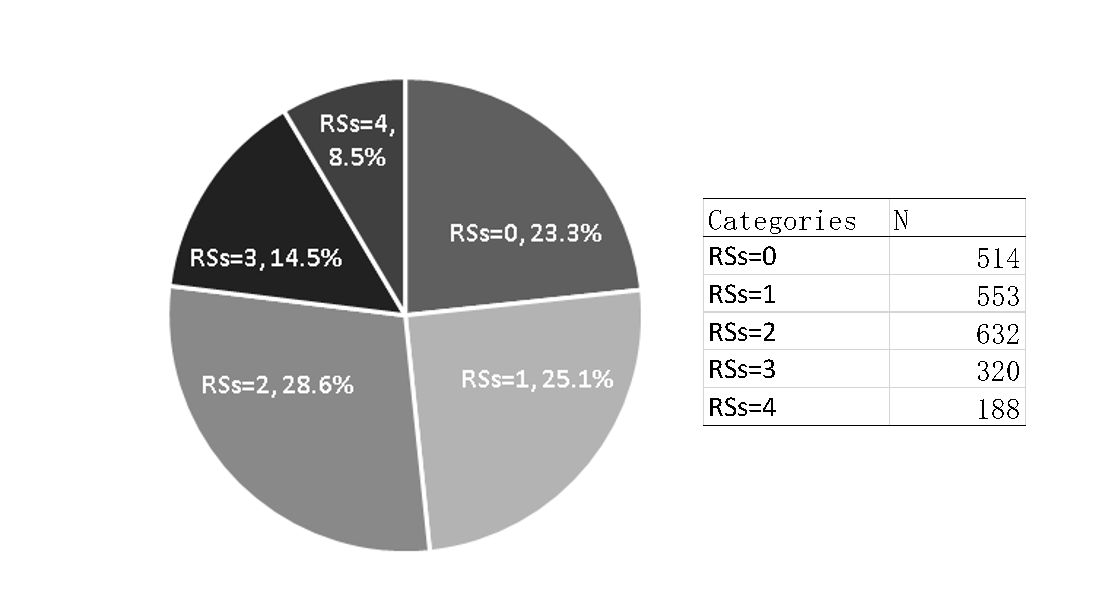 RSs=4,
8.5%
RSs=0, 23.3%
RSs=3, 14.5%
RSs=2, 28.6%
RSs=1, 25.1%
Categories N
RSs=0 514
RSs=1 553
RSs=2 632
RSs=3 320
RSs=4 188